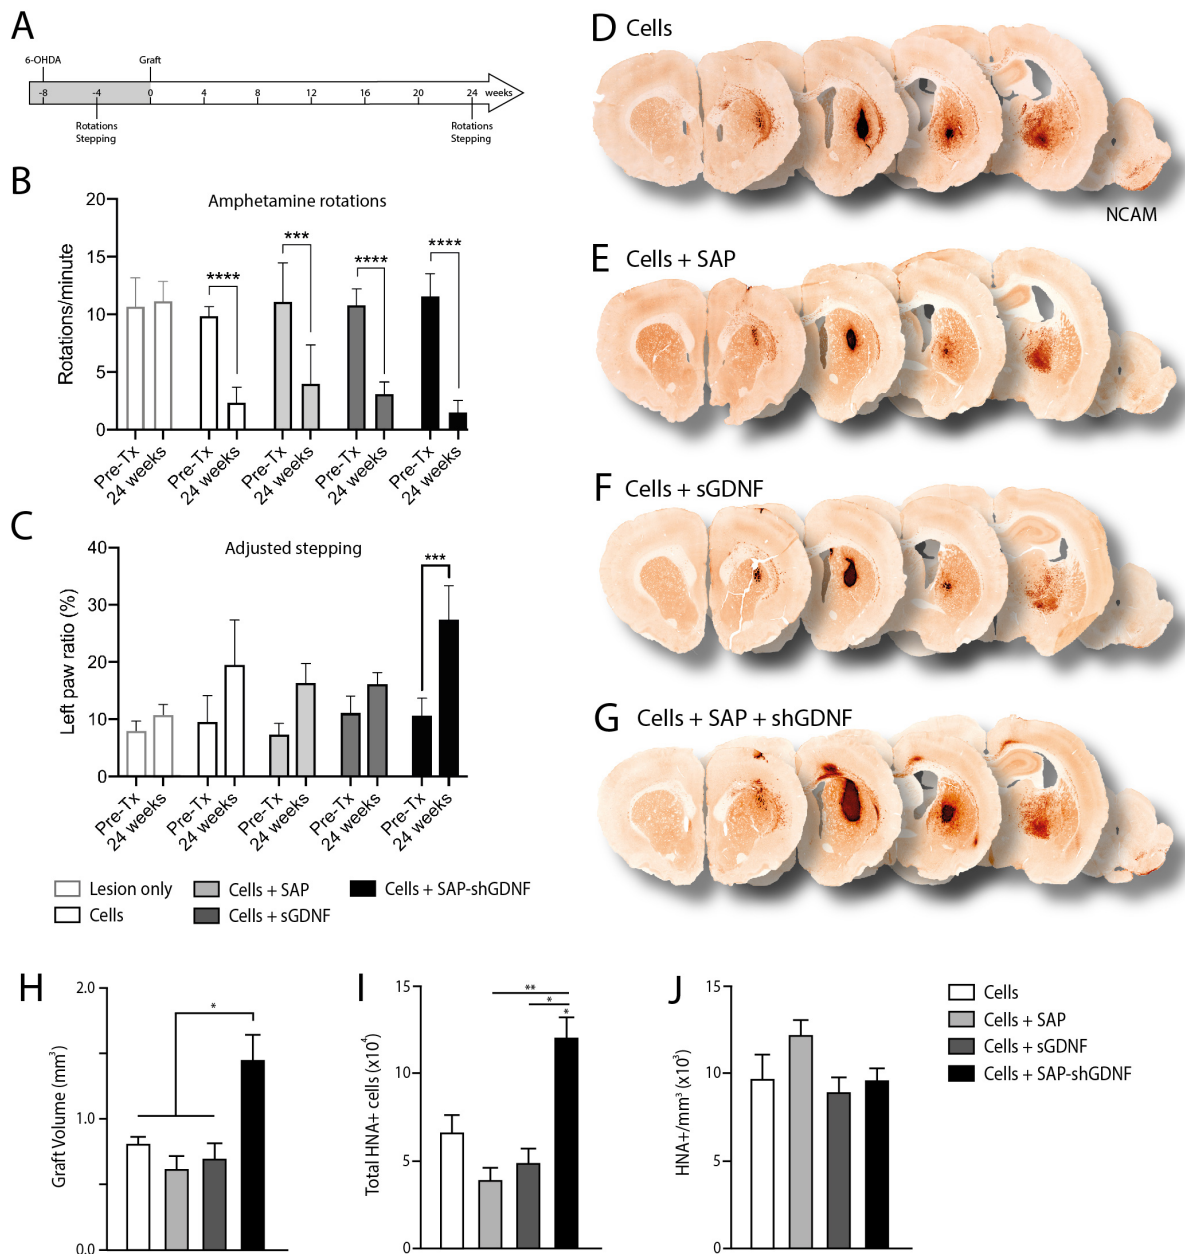 A
6-OHDA
Graft
-8
-4
0
4
8
12
16
20
24
weeks
Rotations
Stepping
Rotations
Stepping
B
Amphetamine rotations
Rotations/minute
20
15
10
5
0
****
***
****
****
Pre-Tx
24 weeks
Pre-Tx
24 weeks
Pre-Tx
24 weeks
Pre-Tx
24 weeks
Pre-Tx
24 weeks
C
Adjusted stepping
Left paw ratio (%)
40
30
20
10
0
***
Pre-Tx
24 weeks
Pre-Tx
24 weeks
Pre-Tx
24 weeks
Pre-Tx
24 weeks
Pre-Tx
24 weeks
Lesion only
Cells
Cells + SAP
Cells + sGDNF
Cells + SAP-shGDNF
D Cells
NCAM
E Cells + SAP
F Cells + sGDNF
G Cells + SAP + shGDNF
H
Graft Volume (mm³)
2.0
1.0
0.0
*
I
Total HNA+ cells (x10⁴)
15
10
5
0
**
*
*
J
HNA+/mm³ (x10³)
15
10
5
0
Cells
Cells + SAP
Cells + sGDNF
Cells + SAP-shGDNF